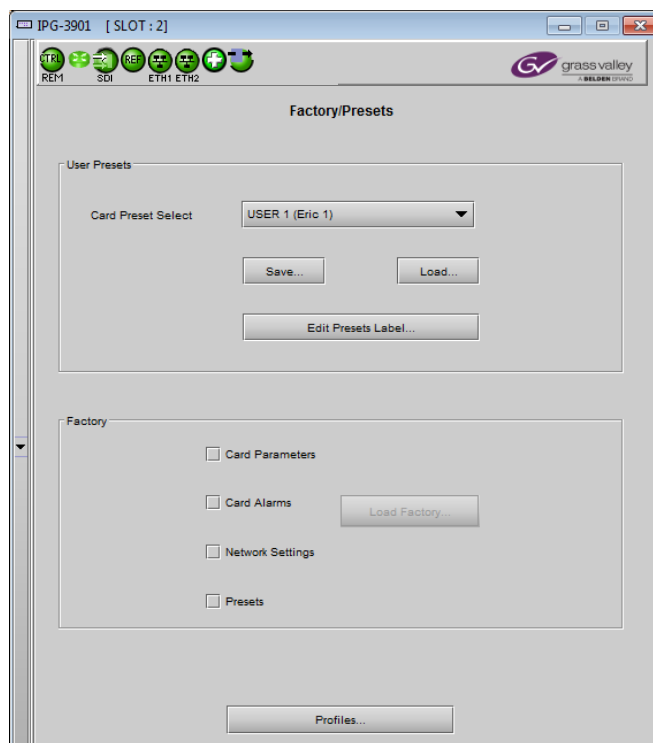 IPG-3901 [ SLOT : 2]
CTRL REF
REM SDI ETH1 ETH2
GV grass valley
A BELDEN BRAND
Factory/Presets
User Presets
Card Preset Select USER 1 (Eric 1)
Save... Load...
Edit Presets Label...
Factory
Card Parameters
Card Alarms
Load Factory...
Network Settings
Presets
Profiles...